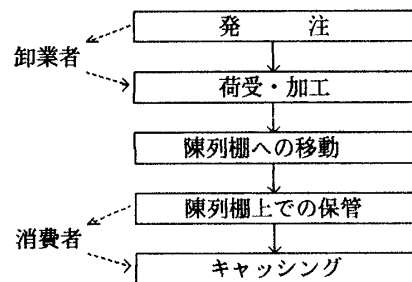 発　　注
卸業者
荷受・加工
陳列棚への移動
陳列棚上での保管
消費者
キャッシング